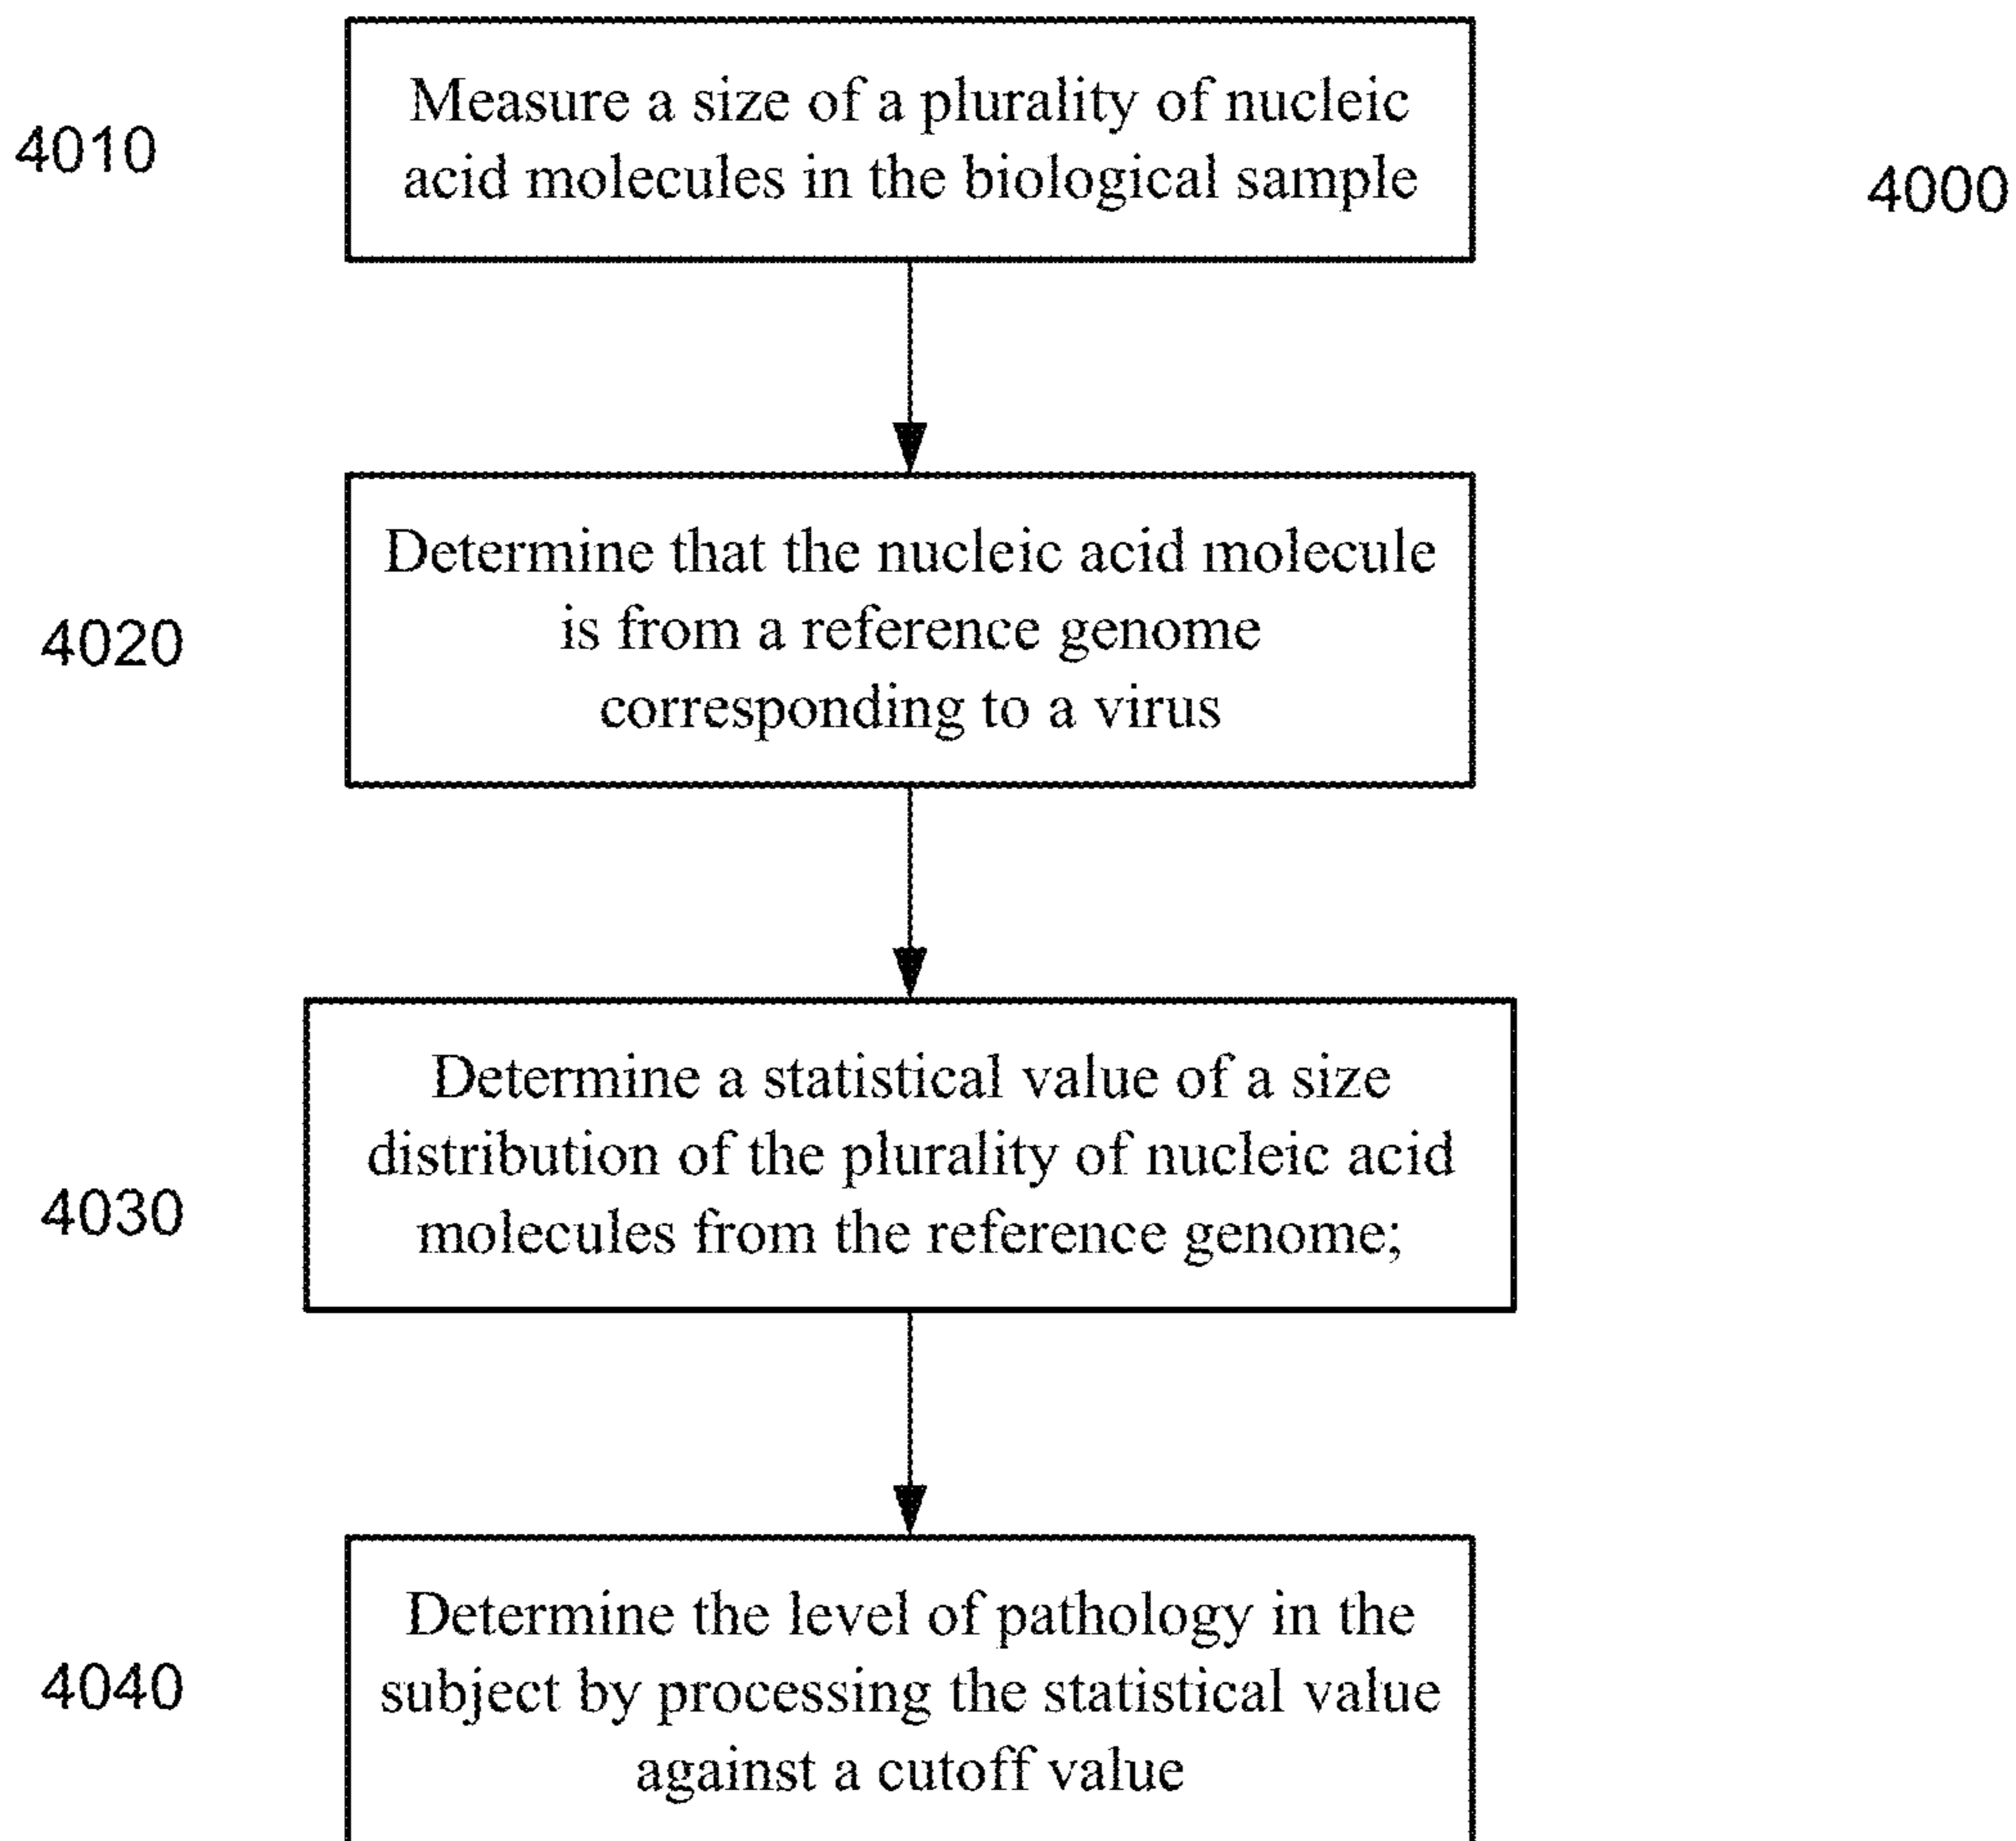 4010
Measure a size of a plurality of nucleic
acid molecules in the biological sample
4000
4020
Determine that the nucleic acid molecule
is from a reference genome
corresponding to a virus
4030
Determine a statistical value of a size
distribution of the plurality of nucleic acid
molecules from the reference genome;
4040
Determine the level of pathology in the
subject by processing the statistical value
against a cutoff value